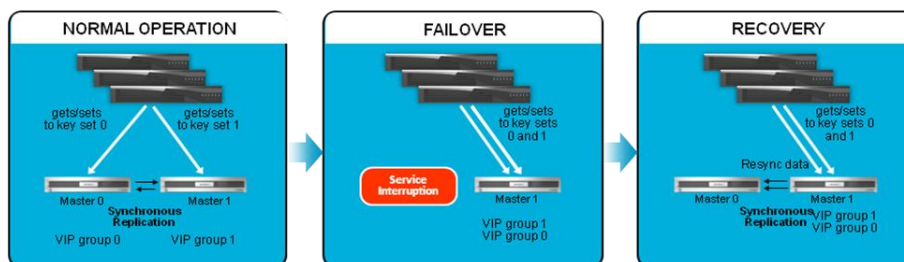 NORMAL OPERATION
gets/sets
to key set 0
gets/sets
to key set 1
Master 0
Master 1
Synchronous
Replication
VIP group 0
VIP group 1
FAILOVER
gets/sets
to key sets
0 and 1
Service
Interruption
Master 1
VIP group 1
VIP group 0
RECOVERY
gets/sets
to key sets 0
and 1
Resync data
Master 0
Master 1
Synchronous
Replication
VIP group 1
VIP group 0